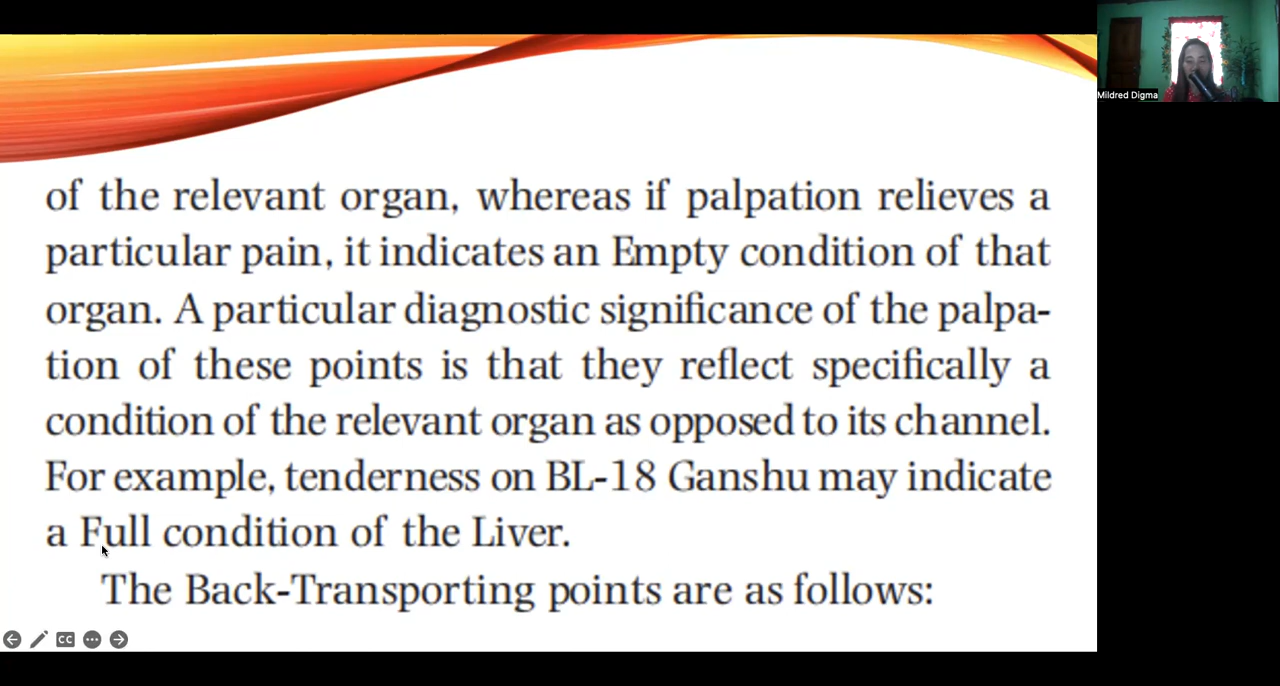 of the relevant organ, whereas if palpation relieves a
particular pain, it indicates an Empty condition of that
organ. A particular diagnostic significance of the palpa-
tion of these points is that they reflect specifically a
condition of the relevant organ as opposed to its channel.
For example, tenderness on BL-18 Ganshu may indicate
a Full condition of the Liver.
The Back-Transporting points are as follows:
Mildred Digma
CC